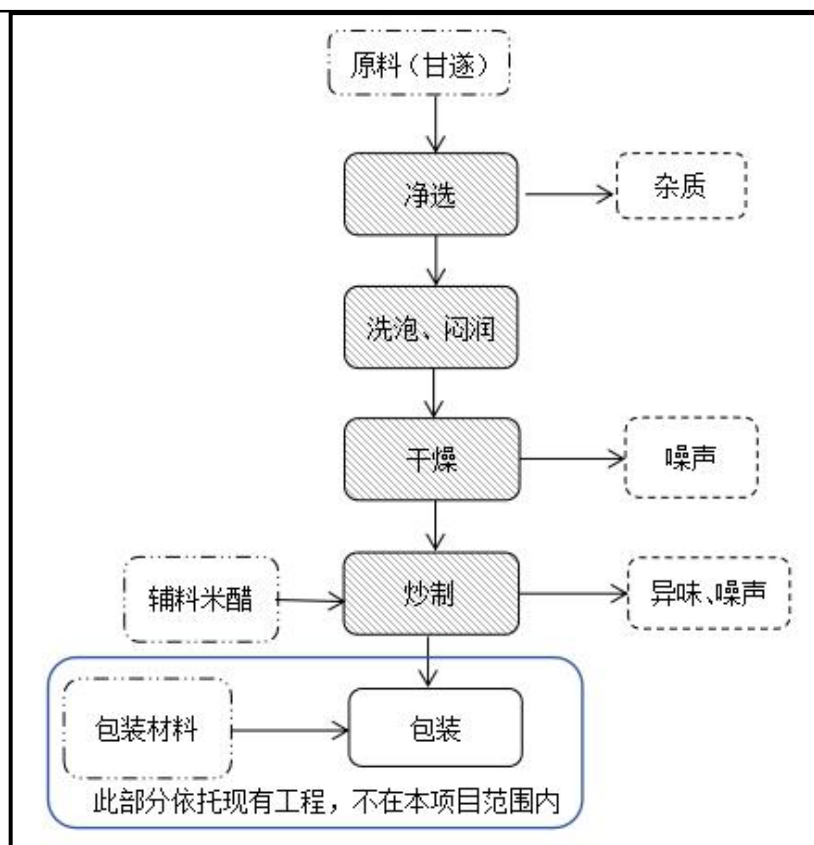 原料（甘遂）
净选
杂质
洗泡、闷润
干燥
噪声
辅料米醋
炒制
异味、噪声
包装材料
包装
此部分依托现有工程，不在本项目范围内